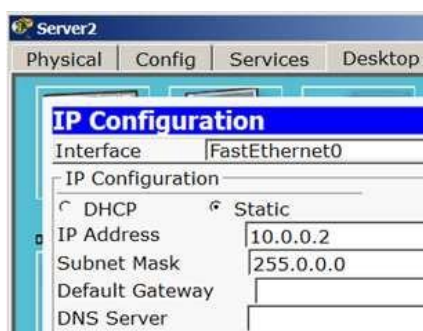 Server2
Physical Config Services Desktop
IP Configuration
Interface FastEthernet0
IP Configuration
DHCP Static
IP Address 10.0.0.2
Subnet Mask 255.0.0.0
Default Gateway
DNS Server